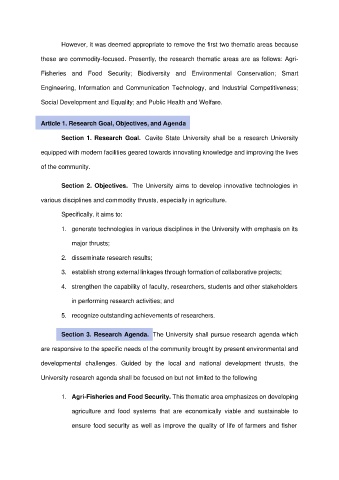 However, it was deemed appropriate to remove the first two thematic areas because
these are commodity-focused. Presently, the research thematic areas are as follows: Agri-
Fisheries and Food Security; Biodiversity and Environmental Conservation; Smart
Engineering, Information and Communication Technology, and Industrial Competitiveness;
Social Development and Equality; and Public Health and Welfare.
Article 1. Research Goal, Objectives, and Agenda
Section 1. Research Goal. Cavite State University shall be a research University
equipped with modern facilities geared towards innovating knowledge and improving the lives
of the community.
Section 2. Objectives. The University aims to develop innovative technologies in
various disciplines and commodity thrusts, especially in agriculture.
Specifically, it aims to:
1. generate technologies in various disciplines in the University with emphasis on its
major thrusts;
2. disseminate research results;
3. establish strong external linkages through formation of collaborative projects;
4. strengthen the capability of faculty, researchers, students and other stakeholders
in performing research activities; and
5. recognize outstanding achievements of researchers.
Section 3. Research Agenda. The University shall pursue research agenda which
are responsive to the specific needs of the community brought by present environmental and
developmental challenges. Guided by the local and national development thrusts, the
University research agenda shall be focused on but not limited to the following
1. Agri-Fisheries and Food Security. This thematic area emphasizes on developing
agriculture and food systems that are economically viable and sustainable to
ensure food security as well as improve the quality of life of farmers and fisher